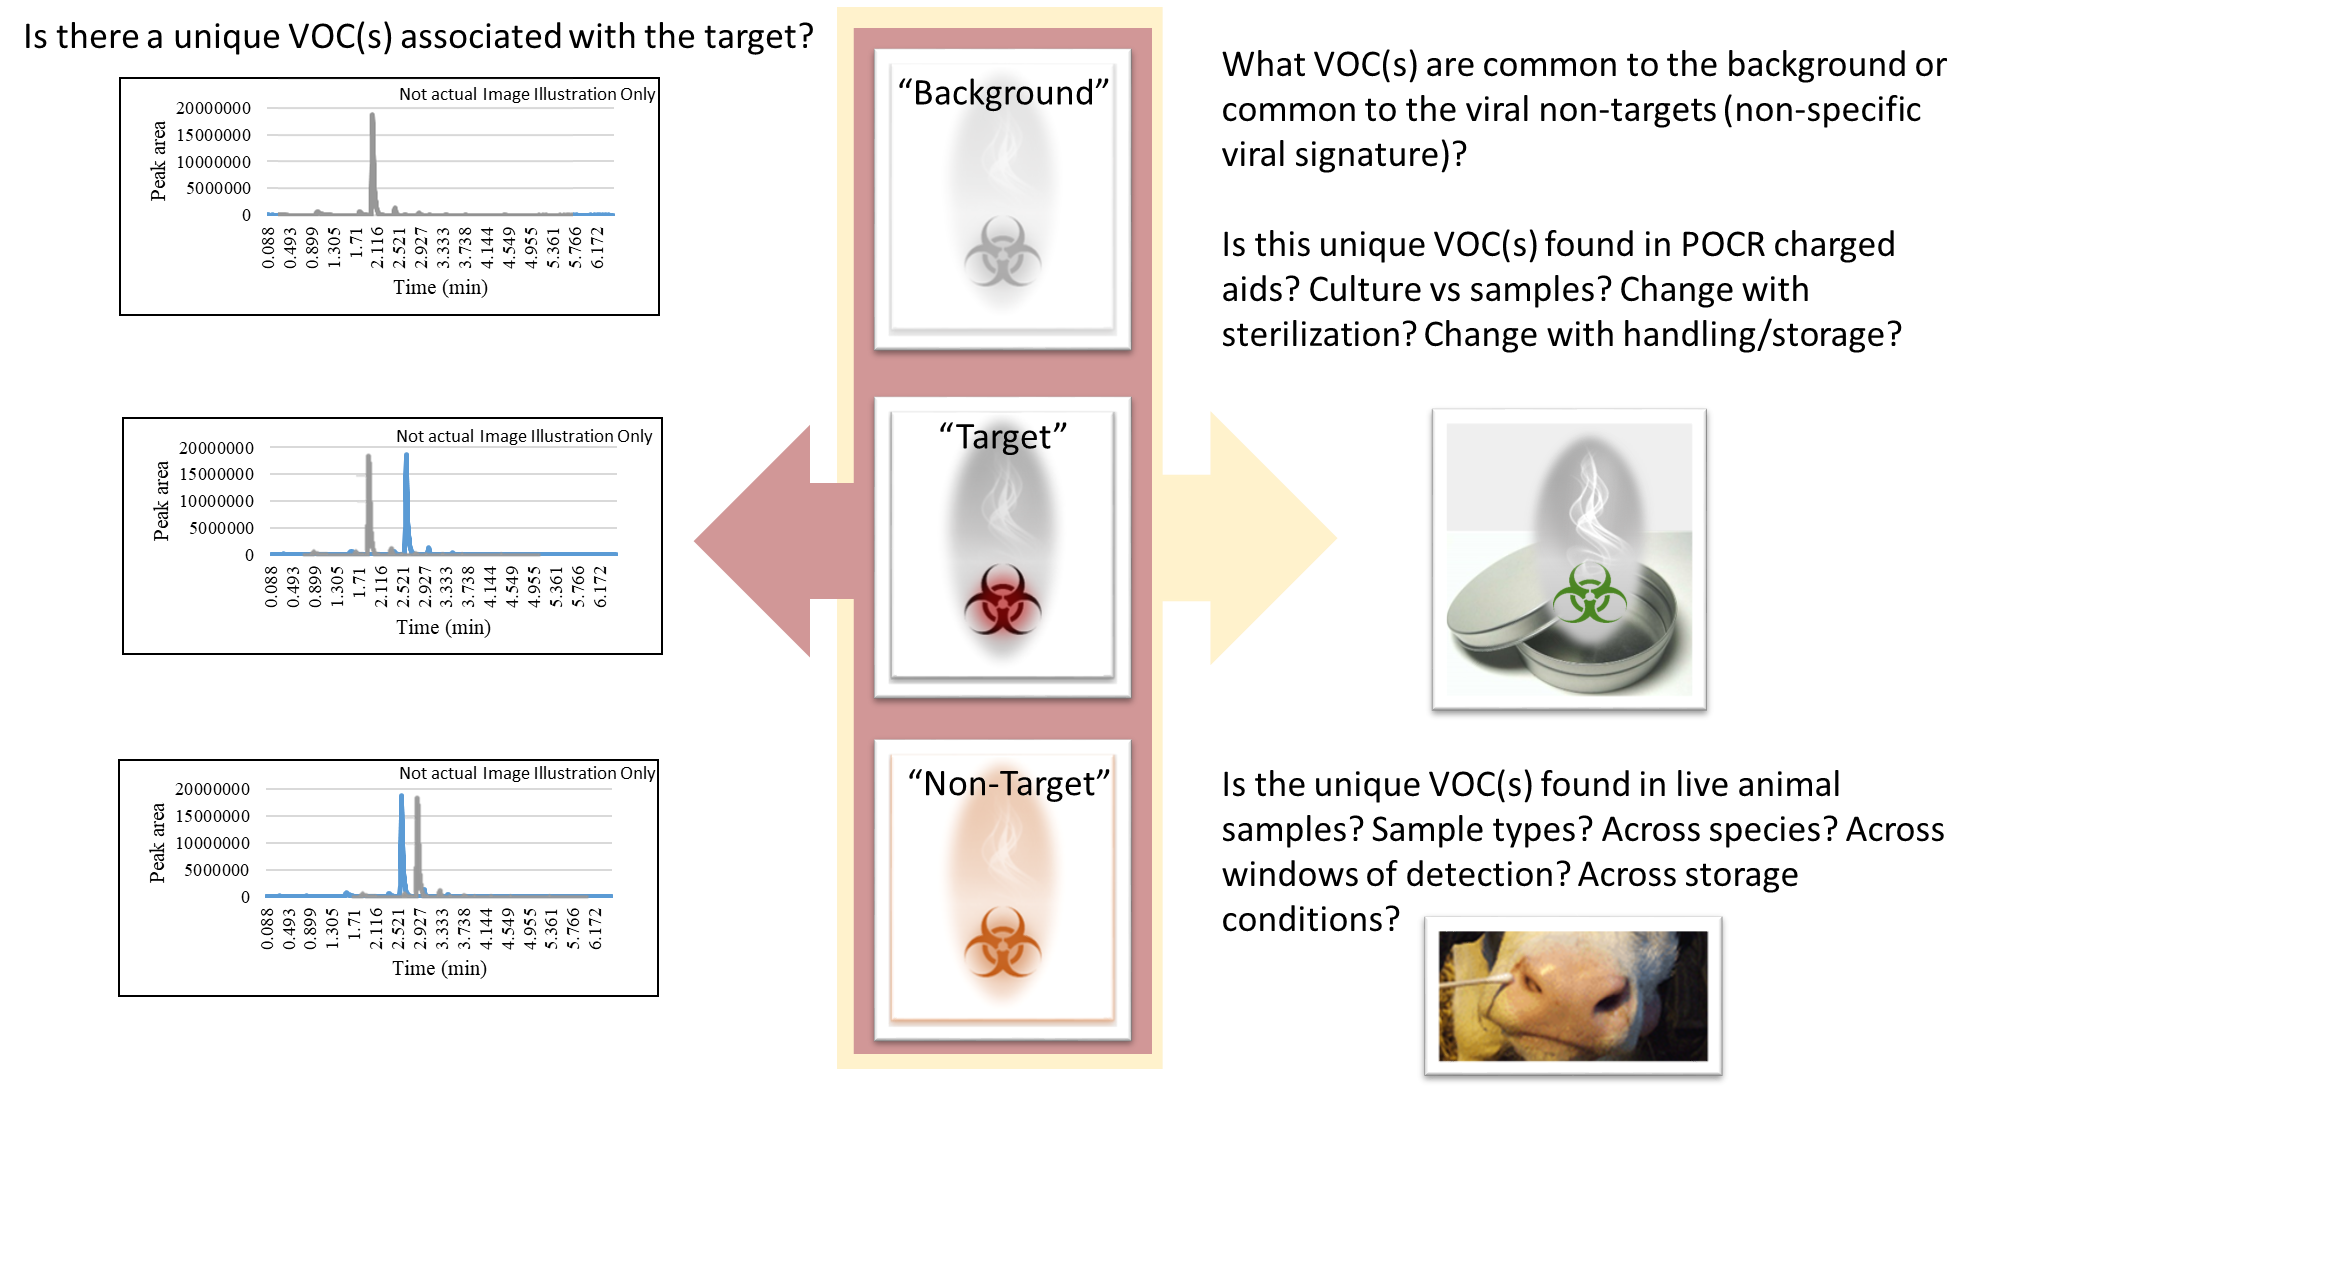 Is there a unique VOC(s) associated with the target?
Not actual Image Illustration Only
Peak area
20000000
15000000
10000000
5000000
0
0.088 0.493 0.899 1.305 1.71 2.116 2.521 2.927 3.333 3.738 4.144 4.549 4.955 5.361 5.766 6.172
Time (min)
Not actual Image Illustration Only
Peak area
20000000
15000000
10000000
5000000
0
0.088 0.493 0.899 1.305 1.71 2.116 2.521 2.927 3.333 3.738 4.144 4.549 4.955 5.361 5.766 6.172
Time (min)
Not actual Image Illustration Only
Peak area
20000000
15000000
10000000
5000000
0
0.088 0.493 0.899 1.305 1.71 2.116 2.521 2.927 3.333 3.738 4.144 4.549 4.955 5.361 5.766 6.172
Time (min)
“Background”
“Target”
“Non-Target”
What VOC(s) are common to the background or
common to the viral non-targets (non-specific
viral signature)?
Is this unique VOC(s) found in POCR charged
aids? Culture vs samples? Change with
sterilization? Change with handling/storage?
Is the unique VOC(s) found in live animal
samples? Sample types? Across species? Across
windows of detection? Across storage
conditions?